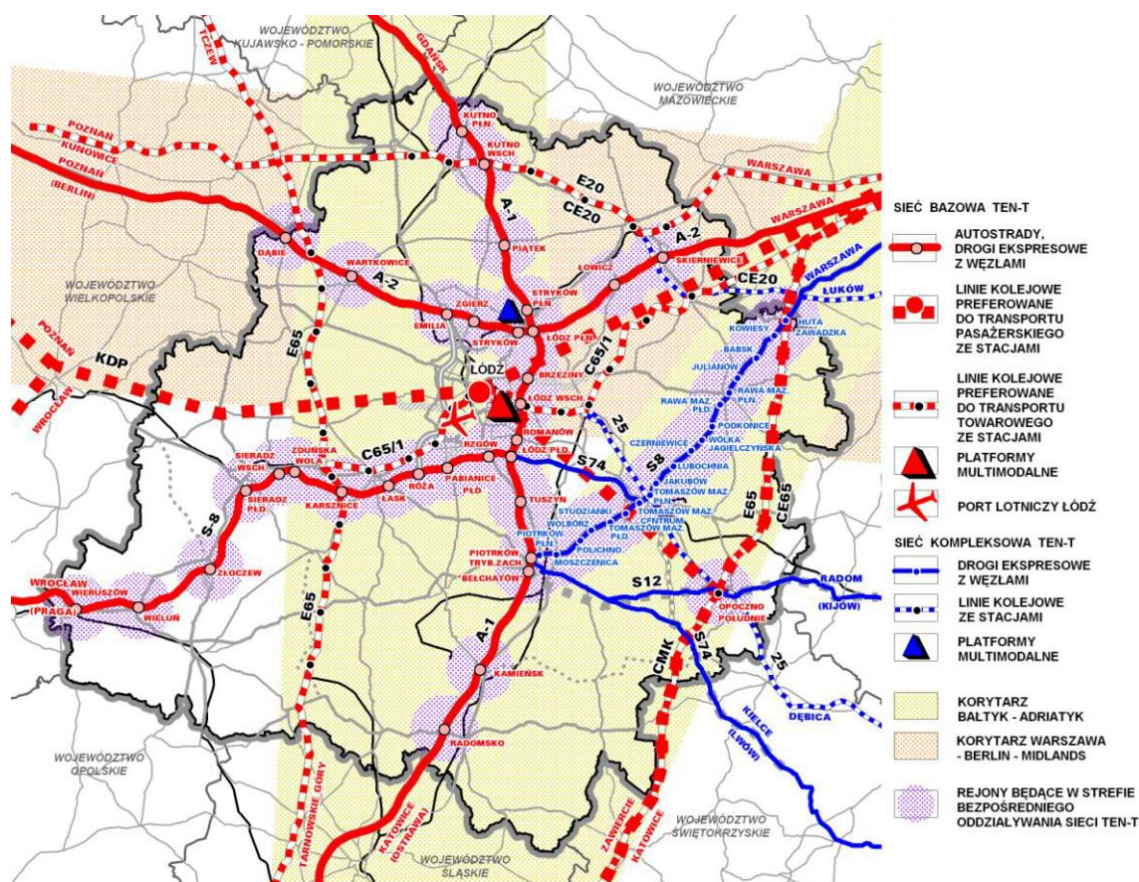 WOJEWÓDZTWO
KUJAWSKO - POMORSKIE
TCZEW
GDAŃSK
WOJEWÓDZTWO
MAZOWIECKIE
KUTNO
PŁN.
KUTNO
WSCH
POZNAŃ
KUNOWICE
POZNAŃ
(BERLIN)
E20
CE20
WARSZAWA
WARSZAWA
A-1
A-2
PIĄTEK
DĄBIE
WARTKOWICE
A-2
ŁOWICZ
SKIERNIEWICE
CE20
WARSZAWA
ŁUKÓW
WOJEWÓDZTWO
WIELKOPOLSKIE
ZGIERZ
EMILIA
STRYKÓW
PŁN.
STRYKÓW
ŁÓDŹ PŁN.
KOWIESY
HUTA
ZAWADZKA
BABSK
JULIANÓW
RAWA MAZ.
PŁN.
RAWA MAZ.
PŁD.
PODKONICE
WÓLKA
JAGIELCZYŃSKA
CZERNIEWICE
LUBOCHNIA
JAKUBÓW
TOMASZÓW MAZ.
PŁN.
TOMASZÓW MAZ.
CENTRUM
TOMASZÓW MAZ.
PŁD.
STUDZIANKI
WOLBÓRZ
POLICHNO
MOSZCZENICA
PIOTRKÓW
PŁN.
POZNAŃ
KDP
WROCŁAW
E65
ŁÓDŹ
BRZEZINY
C65/1
ŁÓDŹ WSCH.
ROMANÓW
ŁÓDŹ PŁD.
25
S74
S8
RZGÓW
C65/1
SIERADZ
WSCH.
ZDUŃSKA
WOLA
SIERADZ
PŁD.
KARSZNICE
ŁASK
RÓŻA
PABIANICE
PŁD
TUSZYN
S-8
ZŁOCZEW
PIOTRKÓW
TRYB.ZACH
BEŁCHATÓW
E65
CE65
WROCŁAW
(PRAGA)
WIERUSZÓW
WIELUŃ
E65
S12
RADOM
(KIJÓW)
OPOCZNO
POŁUDNIE
A-1
KAMIEŃSK
CMK
S74
25
DĘBICA
KIELCE
(LWÓW)
RADOMSKO
WOJEWÓDZTWO
OPOLSKIE
TARNOWSKIE GÓRY
KATOWICE
(OSTRAWA)
WOJEWÓDZTWO
ŚLĄSKIE
ZAWIERCIE
KATOWICE
WOJEWÓDZTWO
ŚWIĘTOKRZYSKIE
SIEĆ BAZOWA TEN-T
AUTOSTRADY,
DROGI EKSPRESOWE
Z WĘZŁAMI
LINIE KOLEJOWE
PREFEROWANE
DO TRANSPORTU
PASAŻERSKIEGO
ZE STACJAMI
LINIE KOLEJOWE
PREFEROWANE
DO TRANSPORTU
TOWAROWEGO
ZE STACJAMI
PLATFORMY
MULTIMODALNE
PORT LOTNICZY ŁÓDŹ
SIEĆ KOMPLEKSOWA TEN-T
DROGI EKSPRESOWE
Z WĘZŁAMI
LINIE KOLEJOWE
ZE STACJAMI
PLATFORMY
MULTIMODALNE
KORYTARZ
BAŁTYK - ADRIATYK
KORYTARZ WARSZAWA
- BERLIN - MIDLANDS
REJONY BĘDĄCE W STREFIE
BEZPOŚREDNIEGO
ODDZIAŁYWANIA SIECI TEN-T